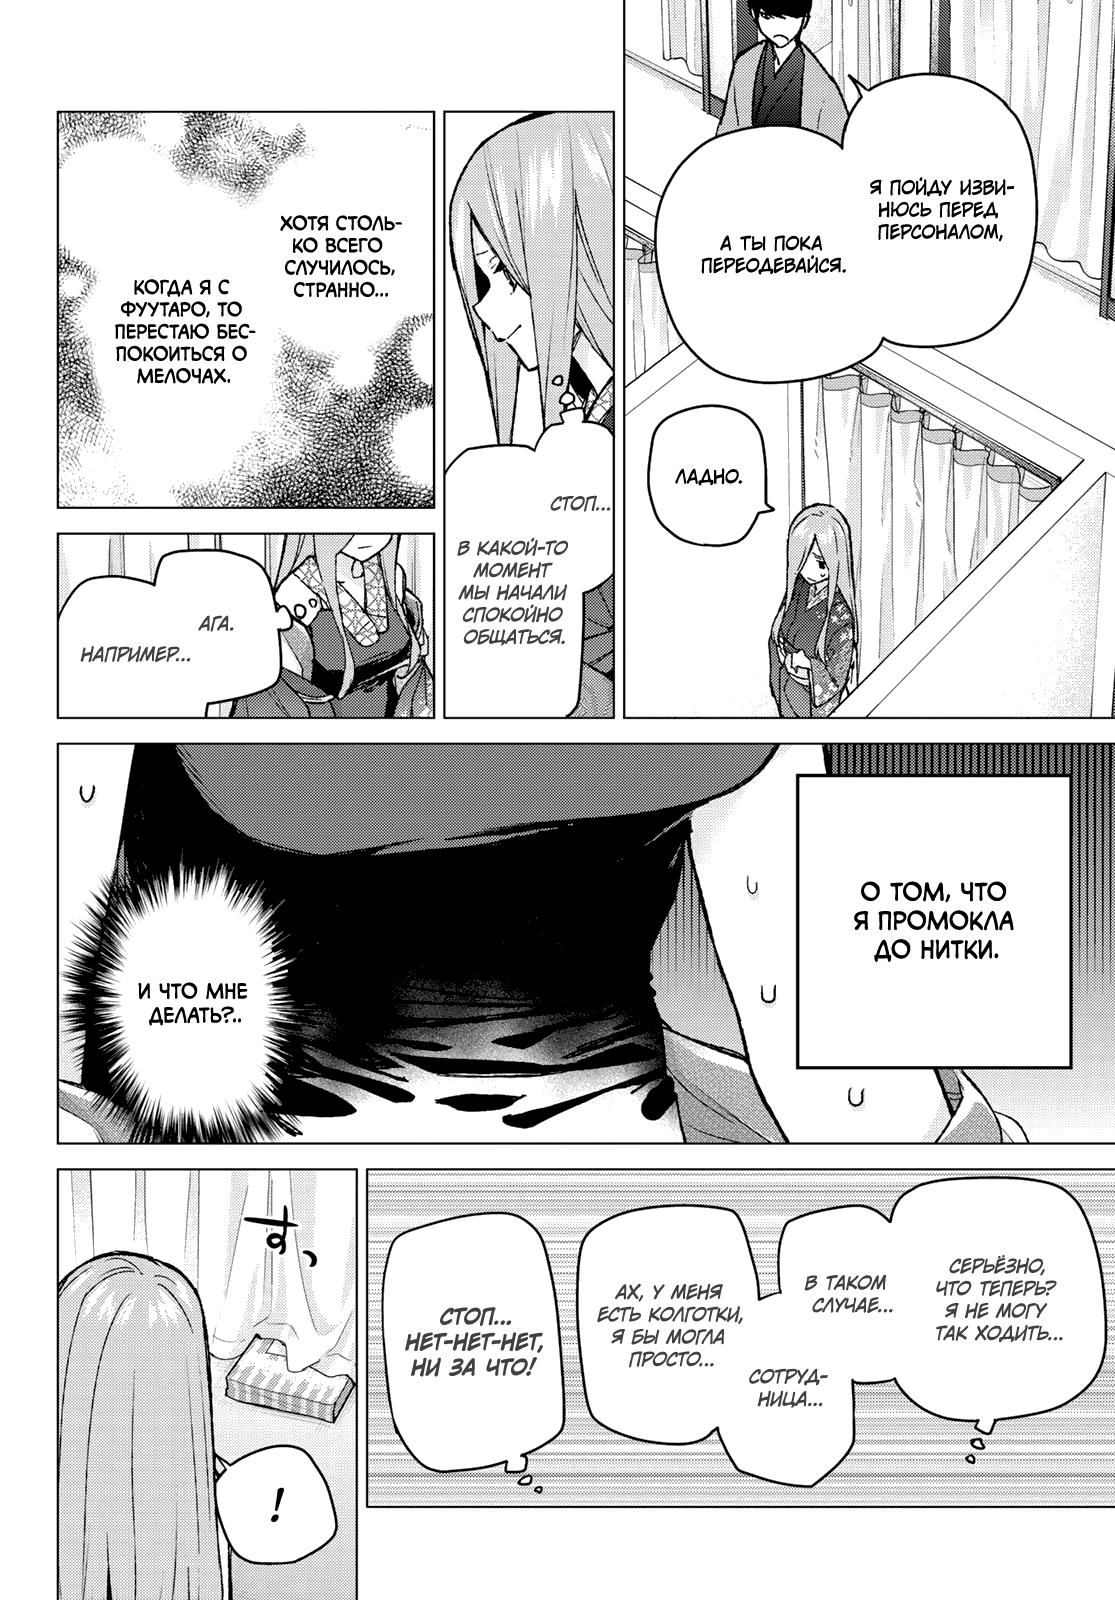 Я ПОЙДУ ИЗВИ-
НЮСЬ ПЕРЕД
ПЕРСОНАЛОМ,
А ТЫ ПОКА
ПЕРЕОДЕВАЙСЯ.
ЛАДНО.
СТОП...
В КАКОЙ-ТО
МОМЕНТ
МЫ НАЧАЛИ
СПОКОЙНО
ОБЩАТЬСЯ.
ХОТЯ СТОЛЬ-
КО ВСЕГО
СЛУЧИЛОСЬ,
СТРАННО...
КОГДА Я С
ФУУТАРО, ТО
ПЕРЕСТАЮ БЕС-
ПОКОИТЬСЯ О
МЕЛОЧАХ.
АГА.
НАПРИМЕР...
О ТОМ, ЧТО
Я ПРОМОКЛА
ДО НИТКИ.
И ЧТО МНЕ
ДЕЛАТЬ?..
СЕРЬЁЗНО,
ЧТО ТЕПЕРЬ?
Я НЕ МОГУ
ТАК ХОДИТЬ...
В ТАКОМ
СЛУЧАЕ...
СОТРУД-
НИЦА...
АХ, У МЕНЯ
ЕСТЬ КОЛГОТКИ,
Я БЫ МОГЛА
ПРОСТО...
СТОП...
НЕТ-НЕТ-НЕТ,
НИ ЗА ЧТО!
すっ
!